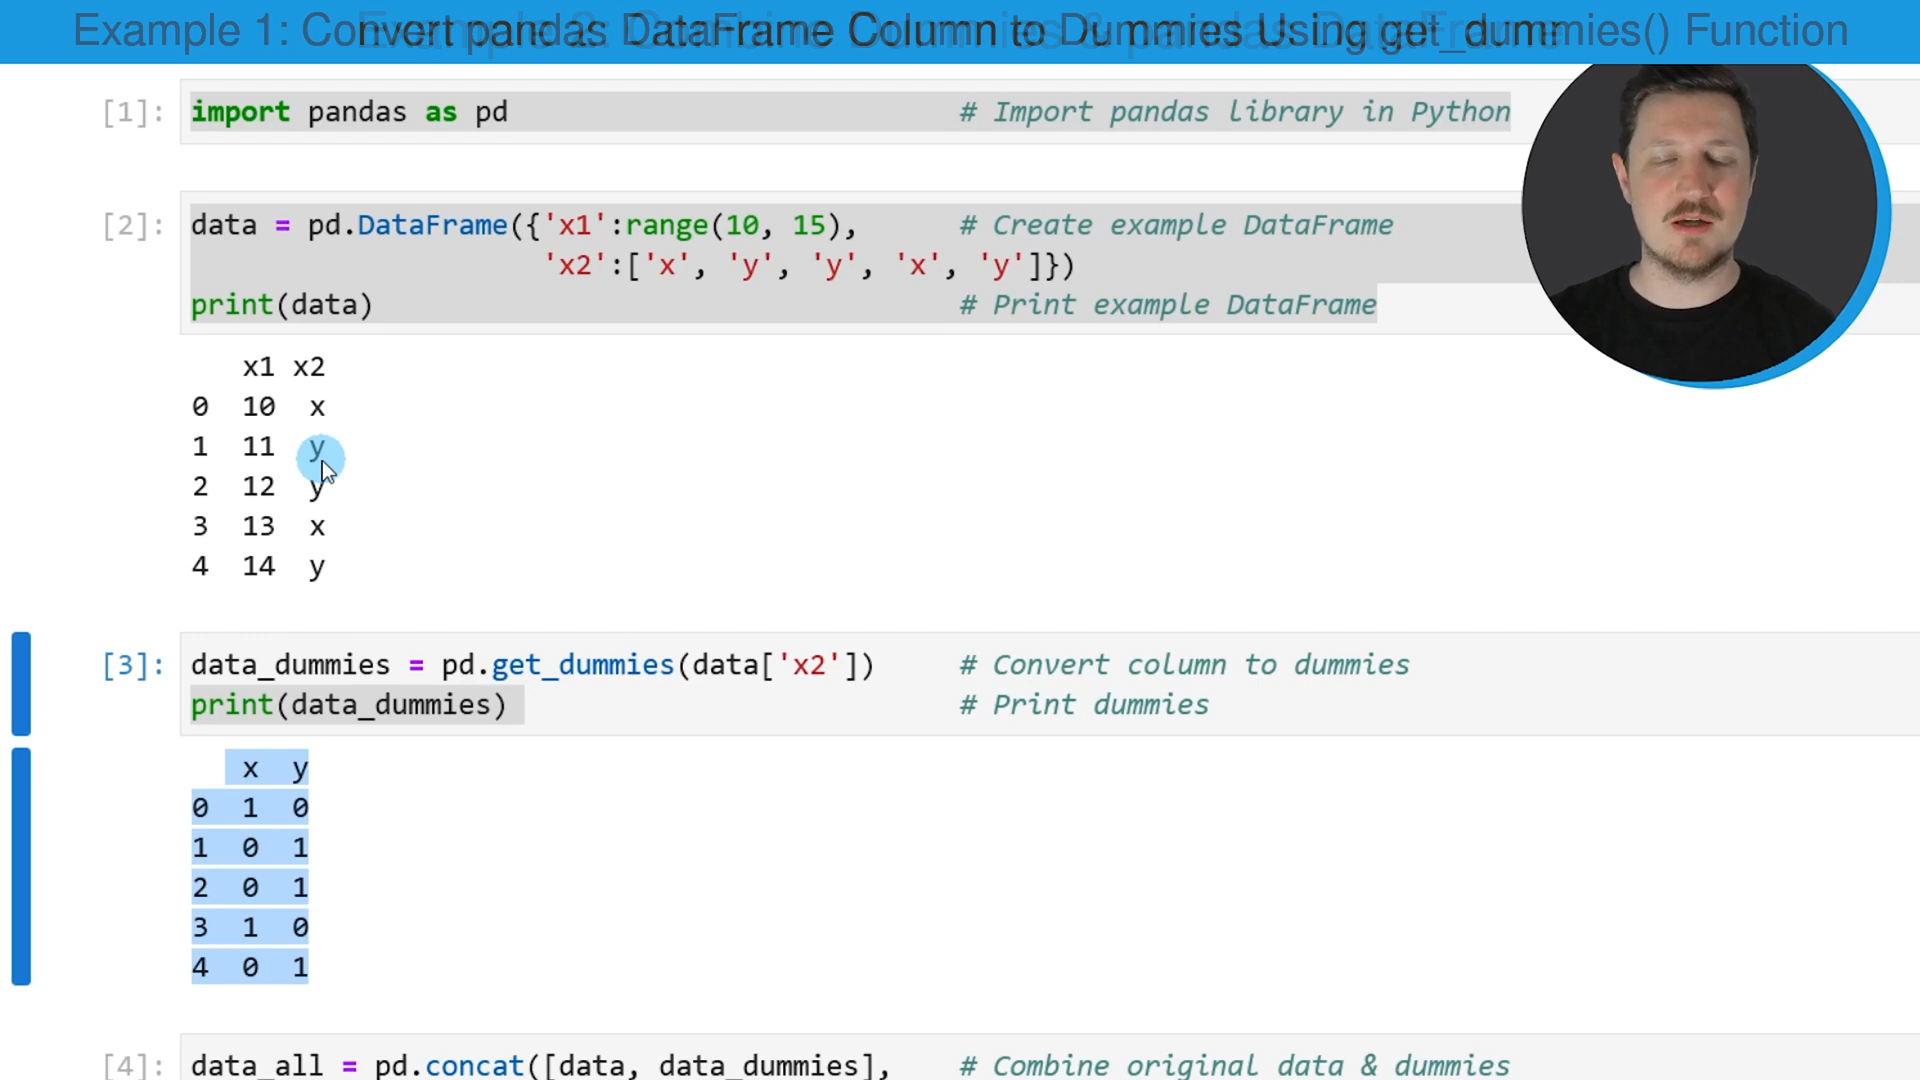 Example 1: Convert pandas DataFrame Column to Dummies Using get_dummies() Function
[1]: import pandas as pd # Import pandas library in Python
[2]: data = pd.DataFrame({'x1':range(10, 15), # Create example DataFrame
'x2':['x', 'y', 'y', 'x', 'y']})
print(data) # Print example DataFrame
x1 x2
0 10 x
1 11 y
2 12 y
3 13 x
4 14 y
[3]: data_dummies = pd.get_dummies(data['x2']) # Convert column to dummies
print(data_dummies) # Print dummies
x y
0 1 0
1 0 1
2 0 1
3 1 0
4 0 1
[4]: data_all = pd.concat([data, data_dummies], # Combine original data & dummies